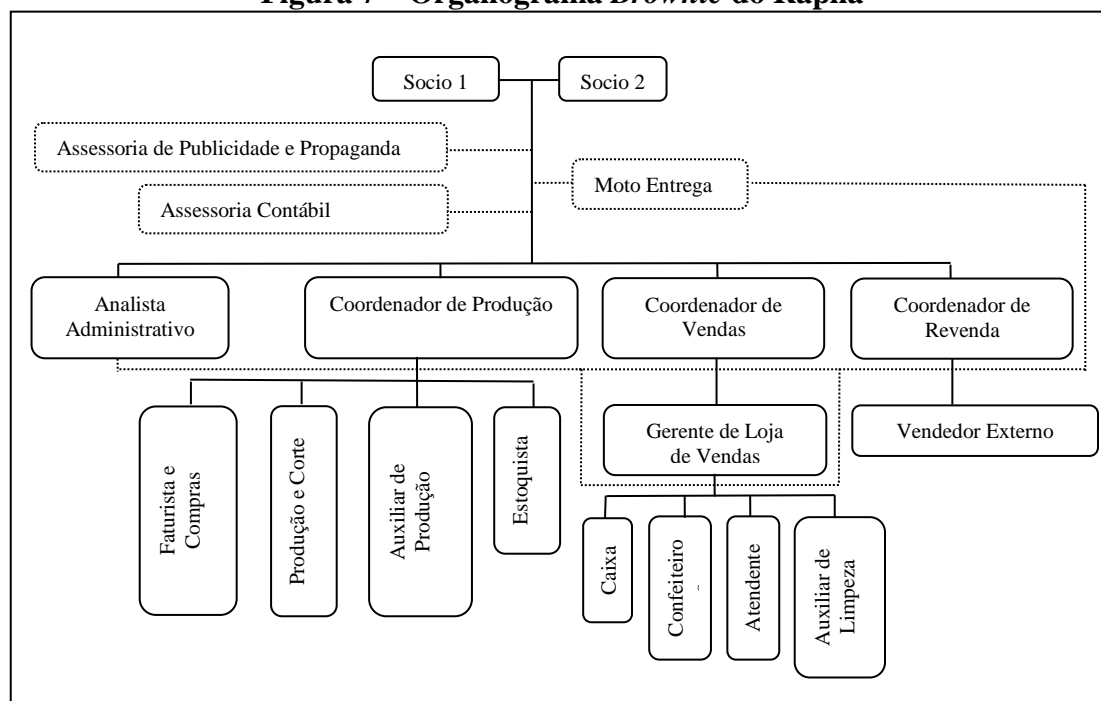 Figura 7 – Organograma Brownie do Rapha
Socio 1
Socio 2
Assessoria de Publicidade e Propaganda
Moto Entrega
Assessoria Contábil
Analista
Administrativo
Coordenador de Produção
Coordenador de
Vendas
Coordenador de
Revenda
Gerente de Loja
de Vendas
Vendedor Externo
Faturista e
Compras
Produção e Corte
Auxiliar de
Produção
Estoquista
Caixa
Confeiteiro
Atendente
Auxiliar de
Limpeza